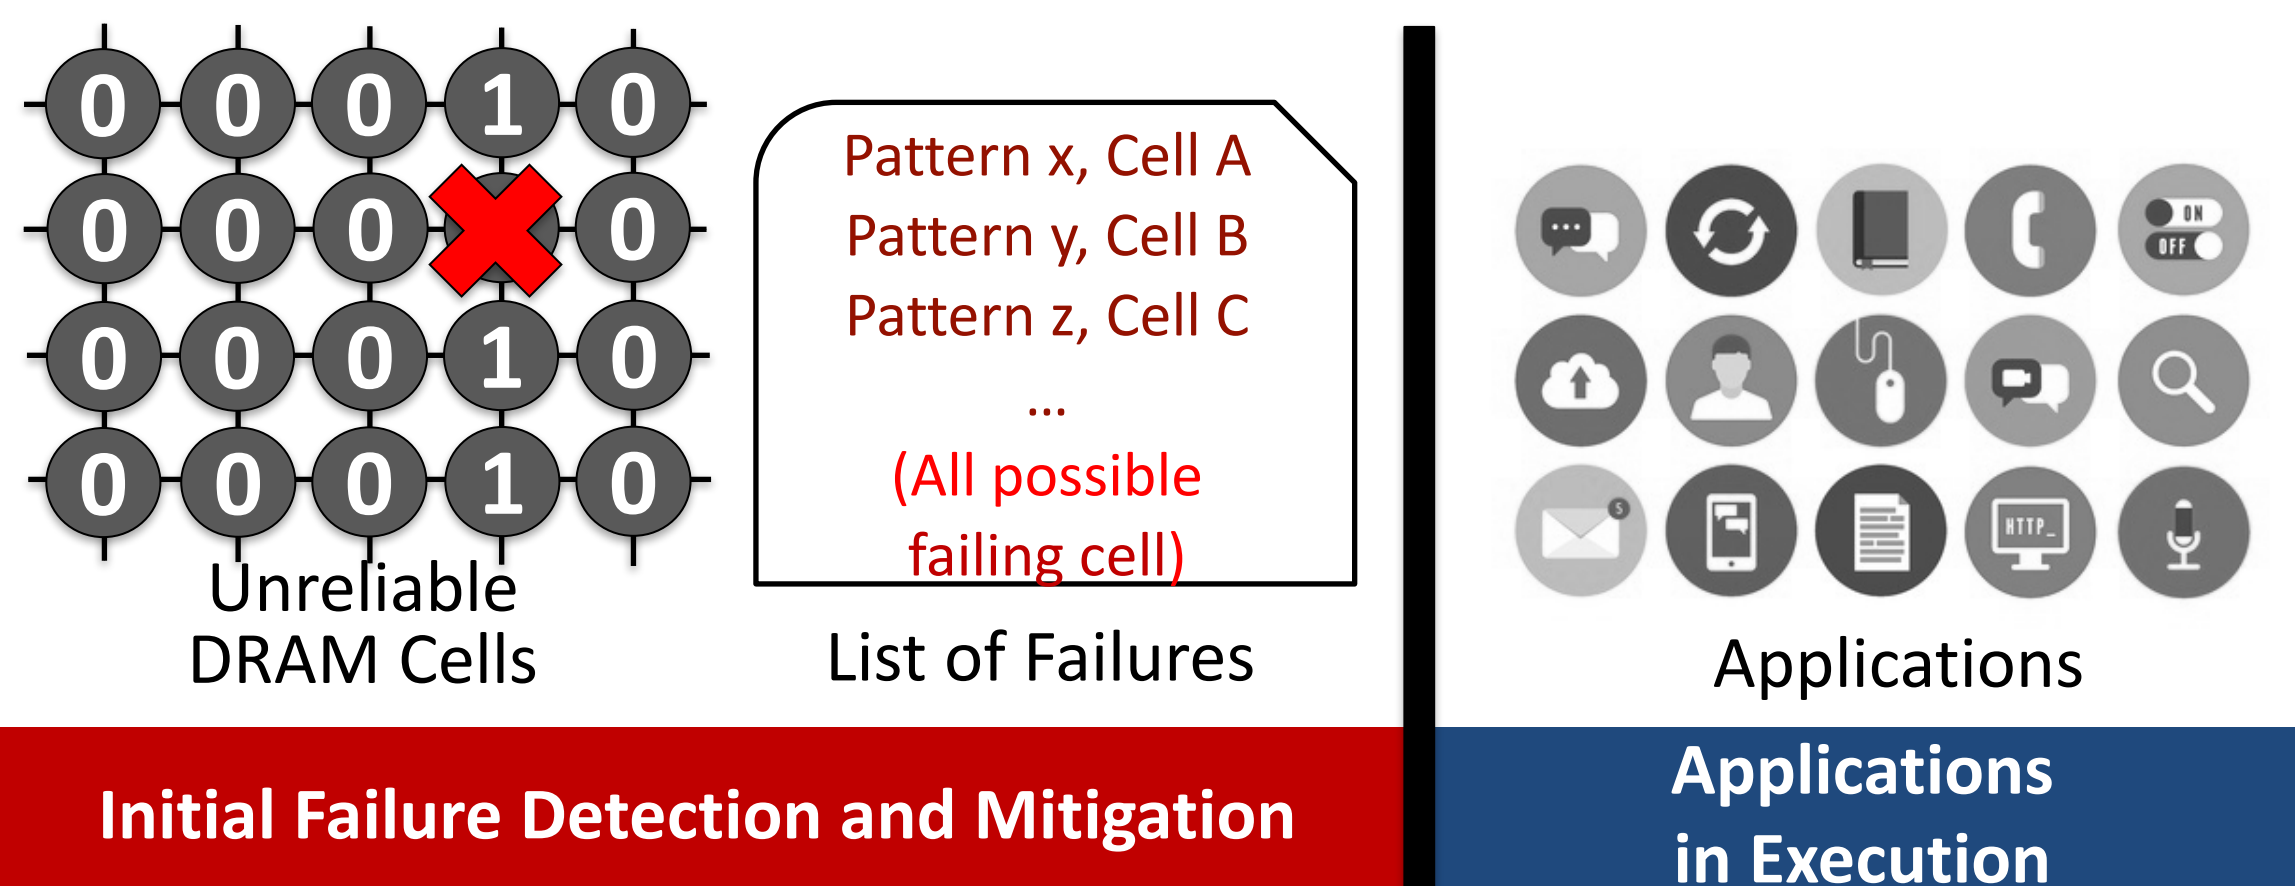 0 0 0 1 0
0 0 0 0
0 0 0 1 0
0 0 0 1 0
Unreliable
DRAM Cells
Pattern x, Cell A
Pattern y, Cell B
Pattern z, Cell C
...
(All possible
failing cell)
List of Failures
ON
OFF
5
HTTP_
Applications
Initial Failure Detection and Mitigation
Applications
in Execution